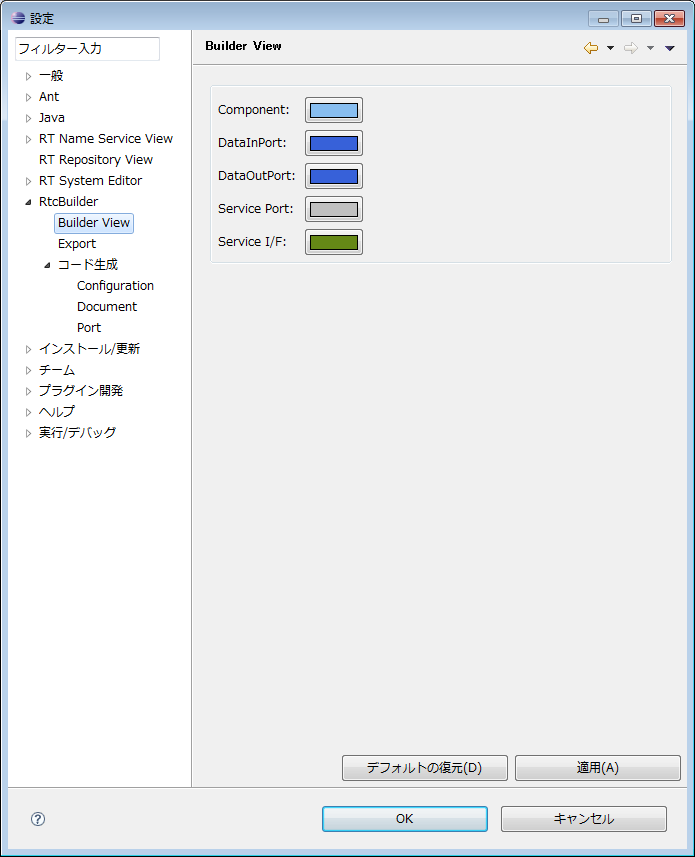 設定
フィルター入力
一般
Ant
Java
RT Name Service View
RT Repository View
RT System Editor
RtcBuilder
Builder View
Export
コード生成
Configuration
Document
Port
インストール/更新
チーム
プラグイン開発
ヘルプ
実行/デバッグ
Builder View
Component:
DataInPort:
DataOutPort:
Service Port:
Service I/F:
デフォルトの復元(D)
適用(A)
?
OK
キャンセル